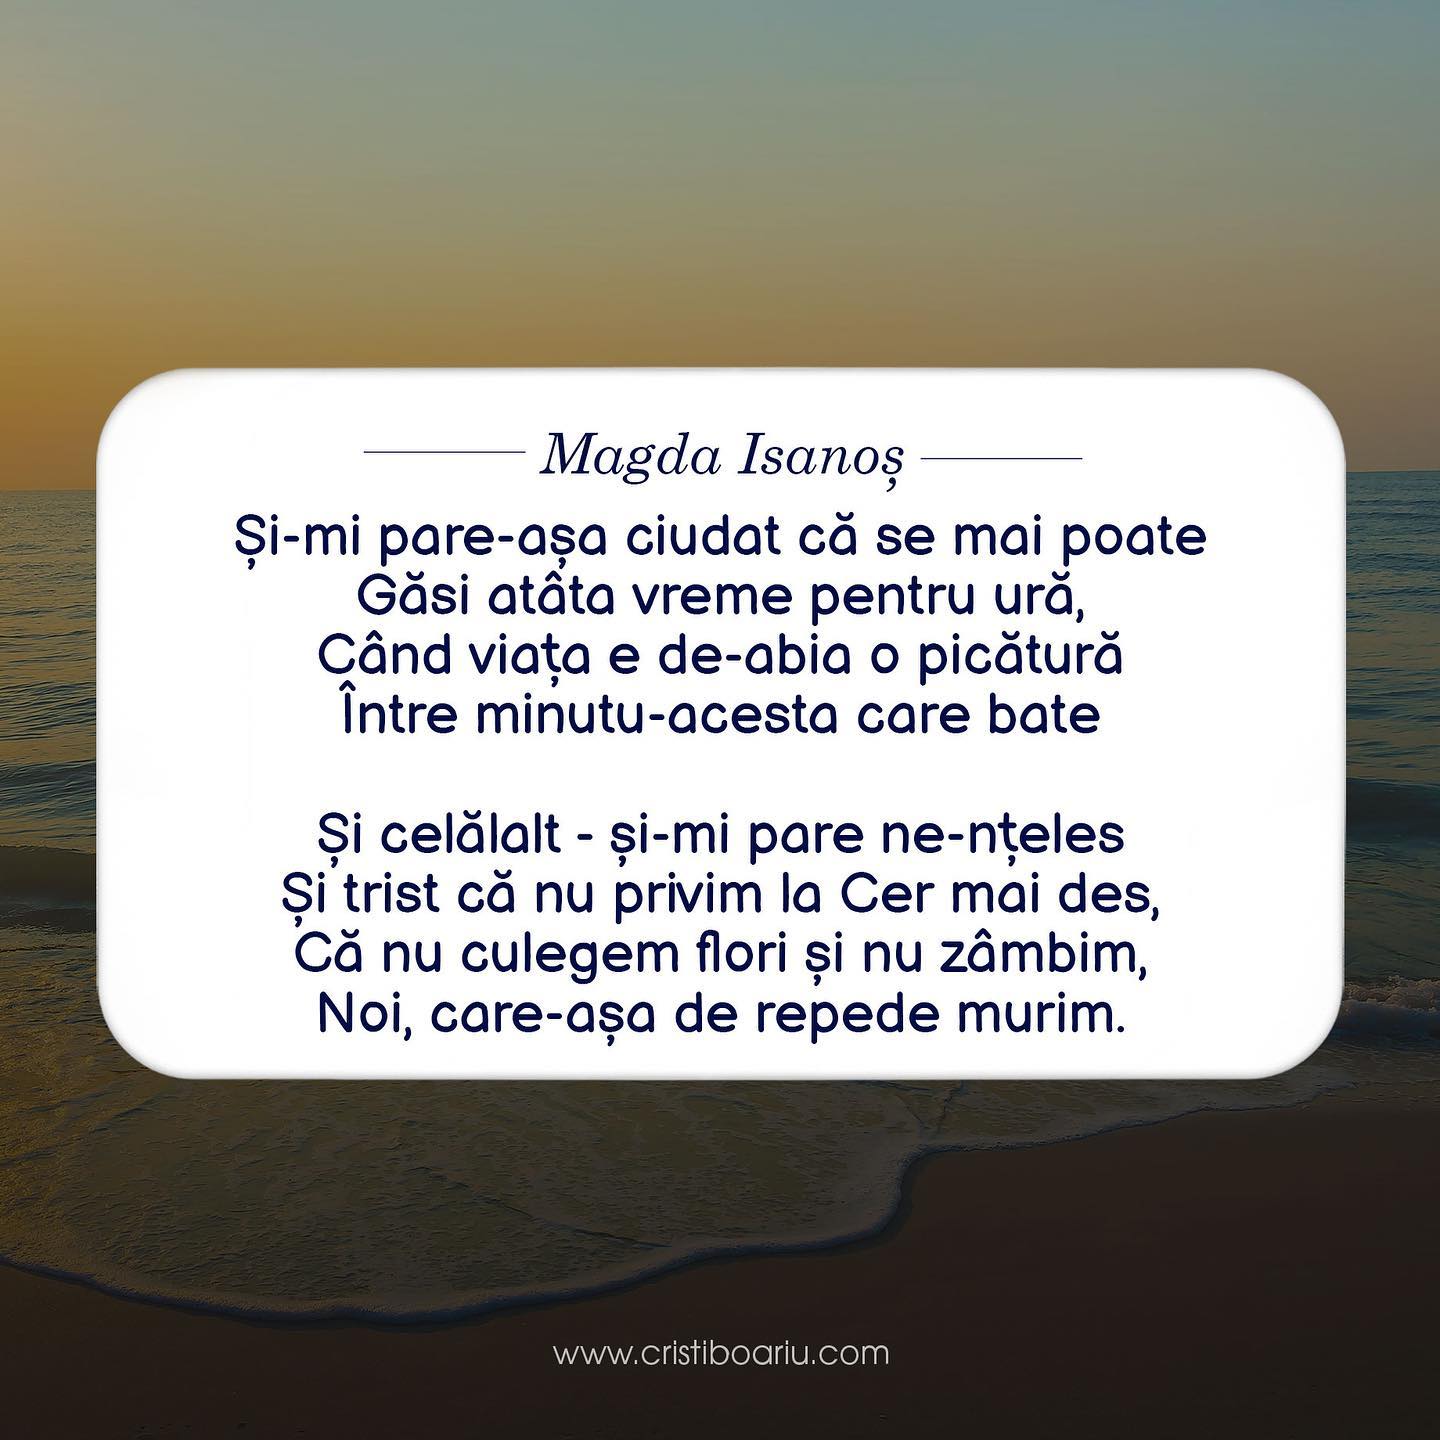 Magda Isanoș
Și-mi pare-așa ciudat că se mai poate
Găsi atâta vreme pentru ură,
Când viața e de-abia o picătură
Între minutu-acesta care bate
Și celălalt - și-mi pare ne-nțeles
Și trist că nu privim la Cer mai des,
Că nu culegem flori și nu zâmbim,
Noi, care-așa de repede murim.
www.cristiboariu.com